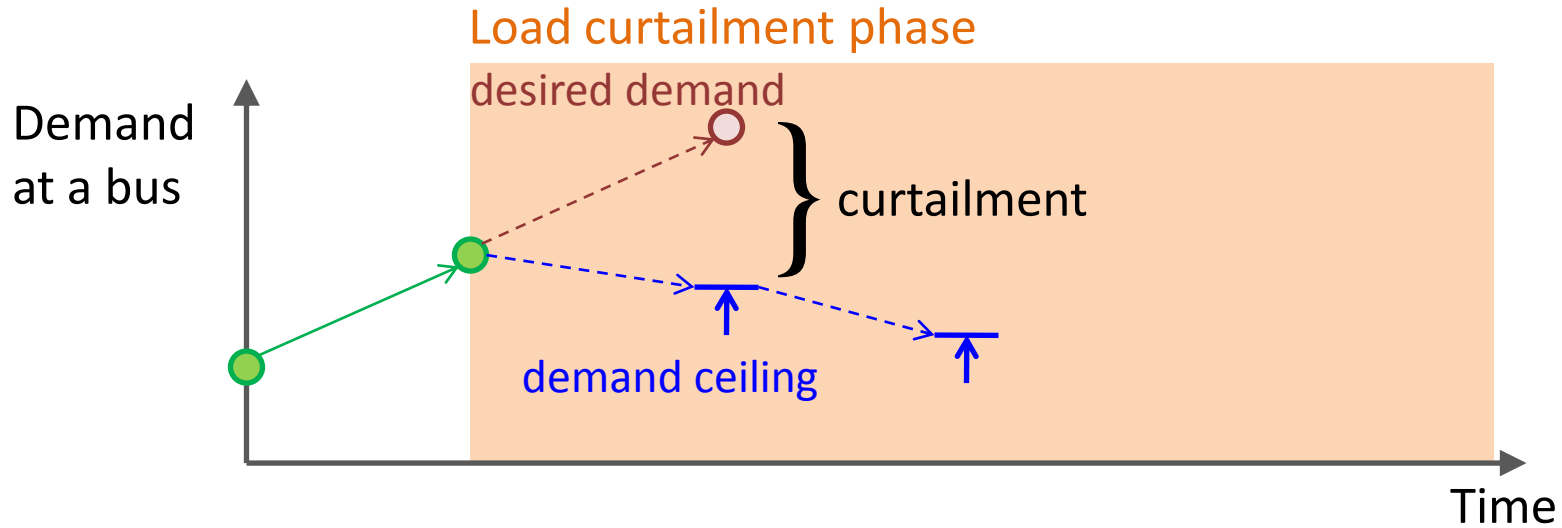 Load curtailment phase
desired demand
Demand
at a bus
curtailment
demand ceiling
Time